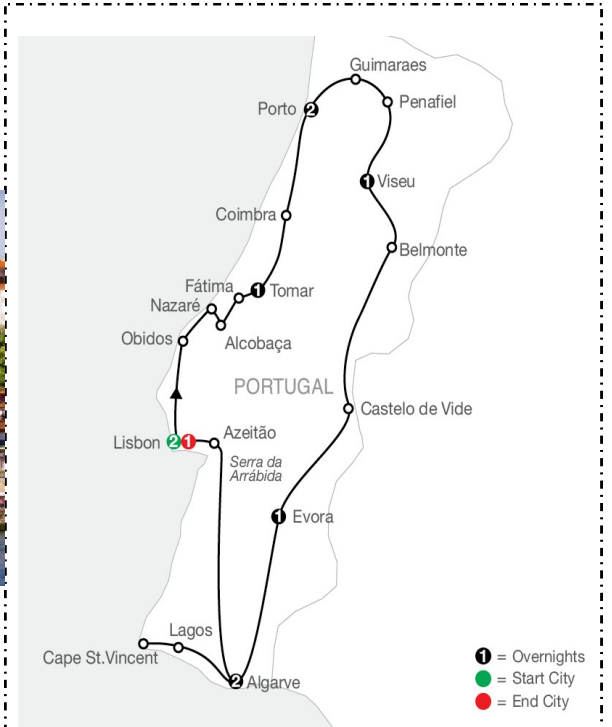 Guimaraes
Porto 2
Penafiel
1 Viseu
Coimbra
Belmonte
Fátima
1 Tomar
Nazaré
Obidos
Alcobaça
PORTUGAL
Castelo de Vide
Lisbon 2 1
Azeitão
Serra da
Arrábida
1 Evora
Lagos
Cape St.Vincent
2 Algarve
1 = Overnights
= Start City
= End City